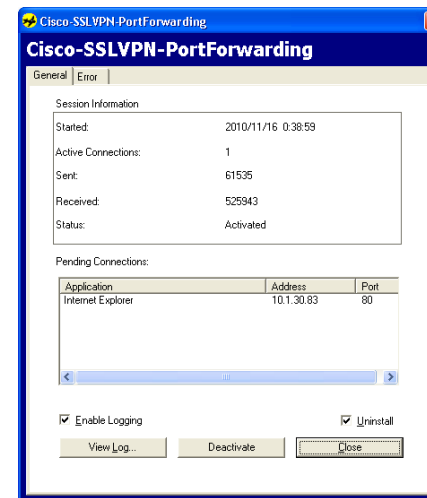 Cisco-SSLVPN-PortForwarding
Cisco-SSLVPN-PortForwarding
General Error
Session Information
Started: 2010/11/16 0:38:59
Active Connections: 1
Sent: 61535
Received: 525943
Status: Activated
Pending Connections:
Application Address Port
Internet Explorer 10.1.30.83 80
Enable Logging Uninstall
View Log... Deactivate Close